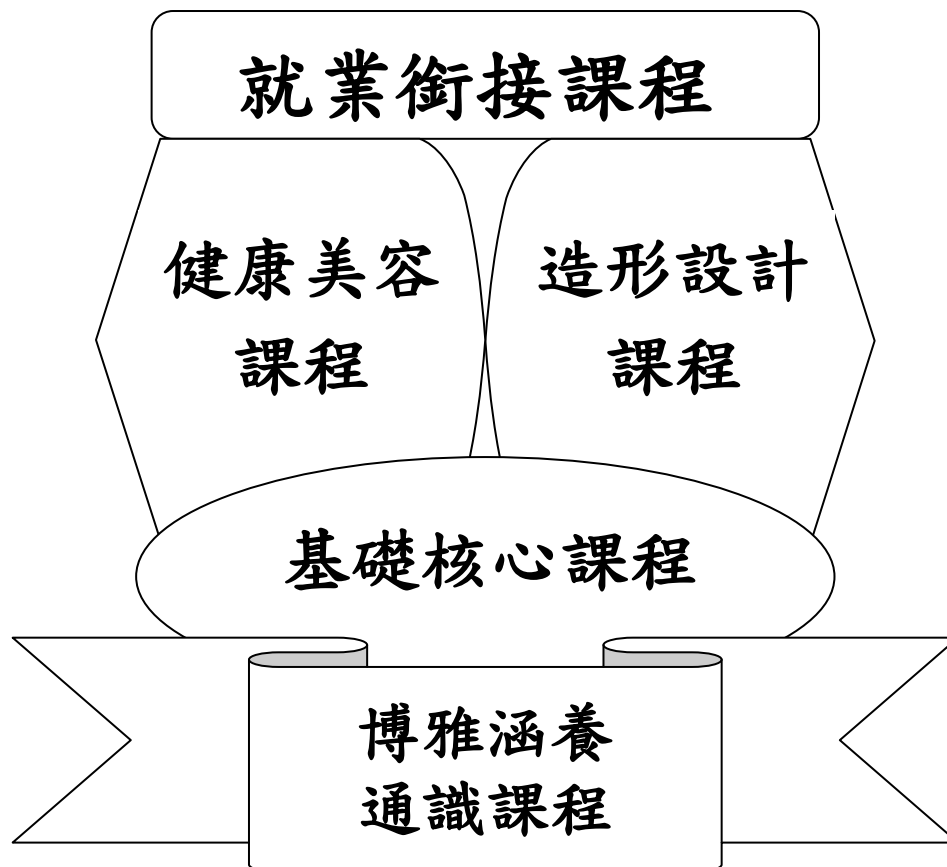 就業銜接課程
健康美容
課程
造形設計
課程
基礎核心課程
博雅涵養
通識課程